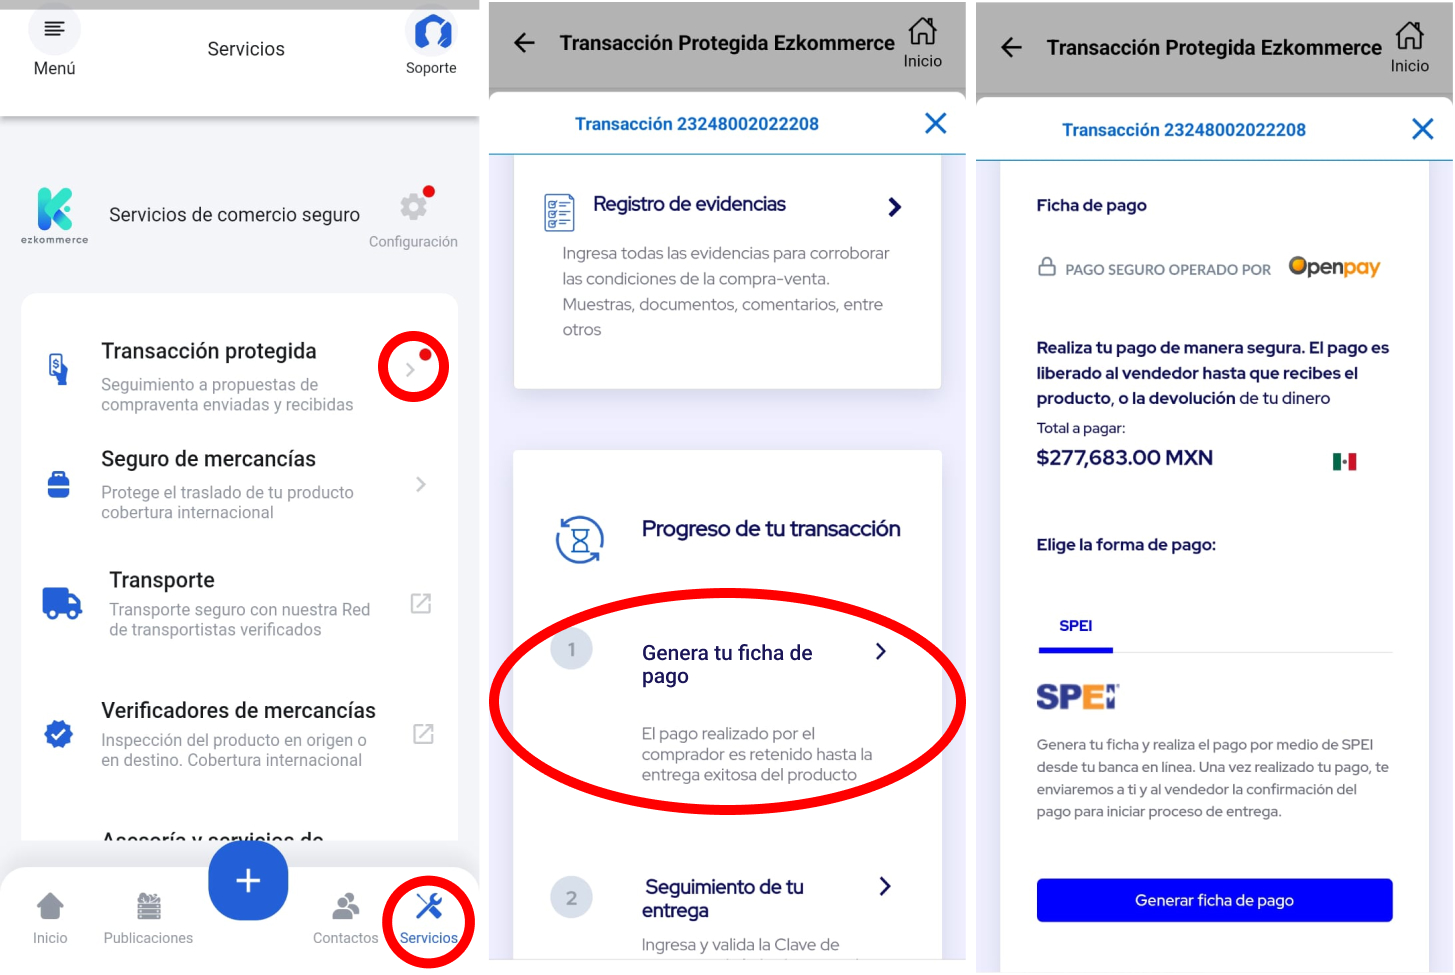 Menú
Servicios
Soporte
ezkommerce
Servicios de comercio seguro
Configuración
Transacción protegida
Seguimiento a propuestas de
compraventa enviadas y recibidas
Seguro de mercancías
Protege el traslado de tu producto
cobertura internacional
Transporte
Transporte seguro con nuestra Red
de transportistas verificados
Verificadores de mercancías
Inspección del producto en origen o
en destino. Cobertura internacional
Asesoría y servicios de
Inicio
Publicaciones
Contactos
Servicios
Transacción Protegida Ezkommerce
Inicio
Transacción 23248002022208
Registro de evidencias
Ingresa todas las evidencias para corroborar
las condiciones de la compra-venta.
Muestras, documentos, comentarios, entre
otros
Progreso de tu transacción
1
Genera tu ficha de
pago
El pago realizado por el
comprador es retenido hasta la
entrega exitosa del producto
2
Seguimiento de tu
entrega
Ingresa y valida la Clave de
Transacción Protegida Ezkommerce
Inicio
Transacción 23248002022208
Ficha de pago
PAGO SEGURO OPERADO POR Openpay
Realiza tu pago de manera segura. El pago es
liberado al vendedor hasta que recibes el
producto, o la devolución de tu dinero
Total a pagar:
$277,683.00 MXN
Elige la forma de pago:
SPEI
SPEI
Genera tu ficha y realiza el pago por medio de SPEI
desde tu banca en línea. Una vez realizado tu pago, te
enviaremos a ti y al vendedor la confirmación del
pago para iniciar proceso de entrega.
Generar ficha de pago